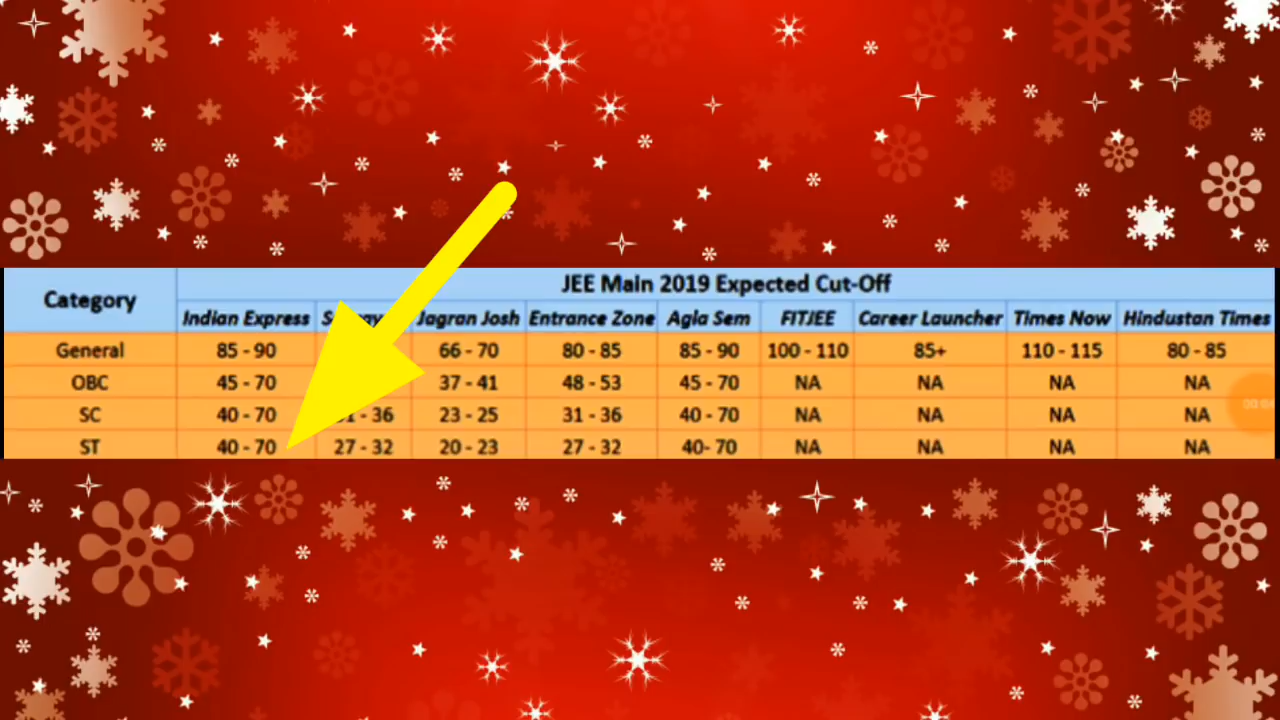 JEE Main 2019 Expected Cut-Off
Category
Indian Express Jagran Josh Entrance Zone Agla Sem FITJEE Career Launcher Times Now Hindustan Times
General 85 - 90 66 - 70 80 - 85 85 - 90 100 - 110 85+ 110 - 115 80 - 85
OBC 45 - 70 37 - 41 48 - 53 45 - 70 NA NA NA NA
SC 40 - 70 - 36 23 - 25 31 - 36 40 - 70 NA NA NA NA
ST 40 - 70 27 - 32 20 - 23 27 - 32 40- 70 NA NA NA NA